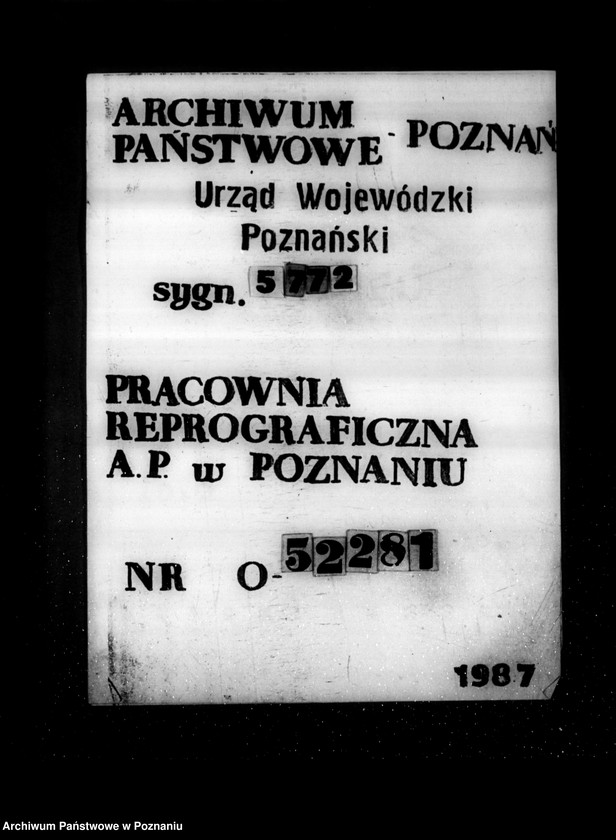 ARCHIWUM
PAŃSTWOWE - POZNAŃ
Urząd Wojewódzki
Poznański
sygn. 5772
PRACOWNIA
REPROGRAFICZNA
A.P. w POZNANIU
NR O-52281
1987
Archiwum Państwowe w Poznaniu